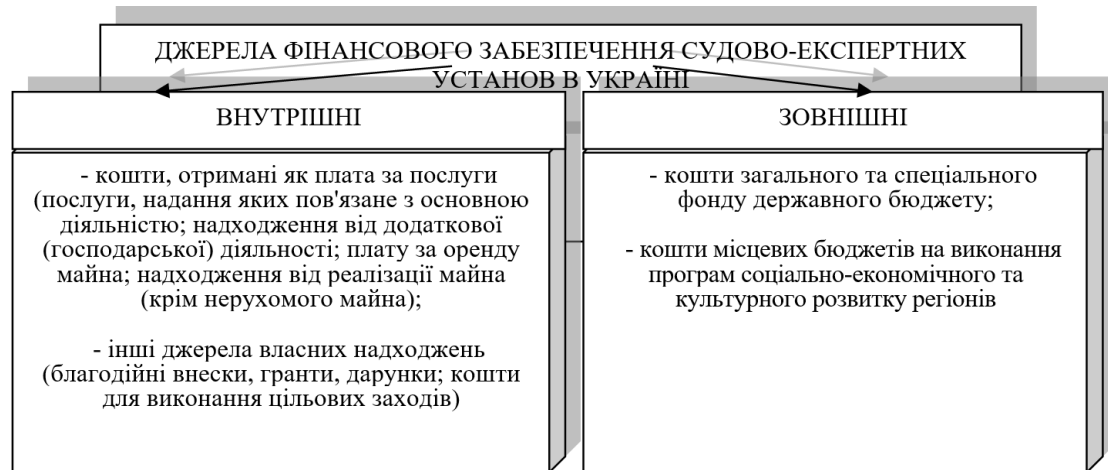 ДЖЕРЕЛА ФІНАНСОВОГО ЗАБЕЗПЕЧЕННЯ СУДОВО-ЕКСПЕРТНИХ
УСТАНОВ В УКРАЇНІ
ВНУТРІШНІ
- кошти, отримані як плата за послуги
(послуги, надання яких пов'язане з основною
діяльністю; надходження від додаткової
(господарської) діяльності; плату за оренду
майна; надходження від реалізації майна
(крім нерухомого майна);
- інші джерела власних надходжень
(благодійні внески, гранти, дарунки; кошти
для виконання цільових заходів)
ЗОВНІШНІ
- кошти загального та спеціального
фонду державного бюджету;
- кошти місцевих бюджетів на виконання
програм соціально-економічного та
культурного розвитку регіонів